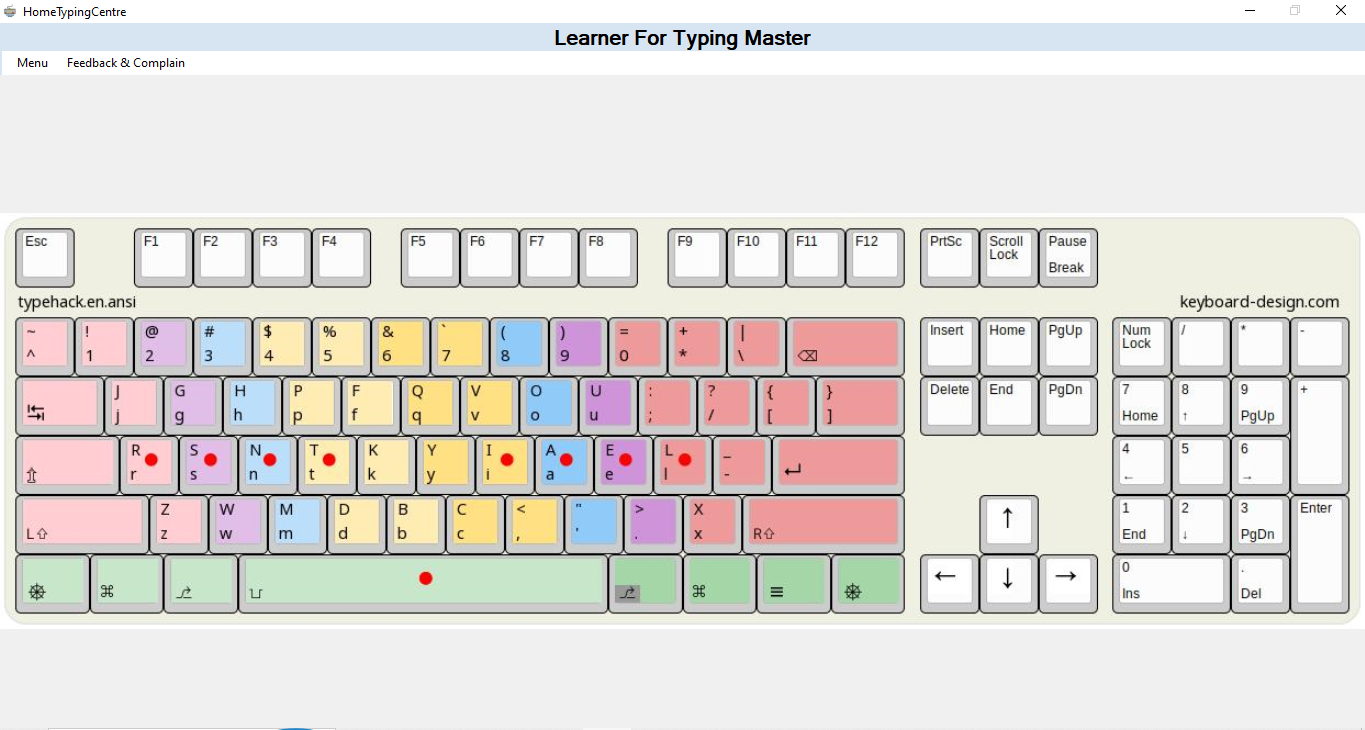 HomeTypingCentre
Learner For Typing Master
Menu Feedback & Complain
Esc F1 F2 F3 F4 F5 F6 F7 F8 F9 F10 F11 F12 PrtSc Scroll Lock Pause Break
typehack.en.ansi keyboard-design.com
~ ! @ # $ % & ` ( ) = + | Insert Home PgUp Num Lock / * -
^ 1 2 3 4 5 6 7 8 9 0 * \ ⌫
J G H P F Q V O U : ? { } Delete End PgDn 7 8 9 +
↹ j g h p f q v o u ; / [ ] Home ↑ PgUp
R S N T K Y I A E L _ 4 5 6
⇧ r s n t k y i a e l - ↵ ← →
Z W M D B C < " > X ↑ 1 2 3 Enter
L⇧ z w m d b c , ' . x R⇧ End ↓ PgDn
⎈ ⌘ ⎇ ⎵ ⎇ ⌘ ≡ ⎈ ← ↓ → 0 .
Ins Del